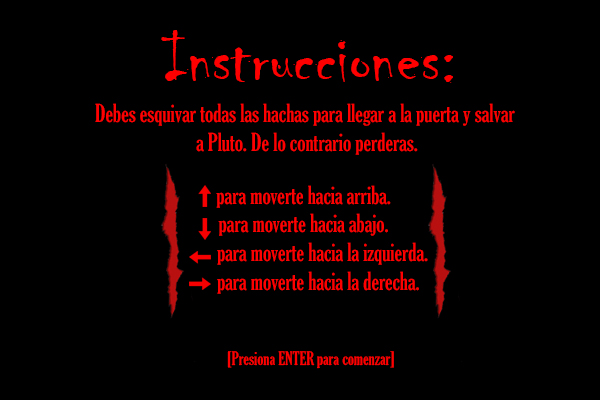 Instrucciones:
Debes esquivar todas las hachas para llegar a la puerta y salvar
a Pluto. De lo contrario perderas.
↑ para moverte hacia arriba.
↓ para moverte hacia abajo.
← para moverte hacia la izquierda.
→ para moverte hacia la derecha.
[Presiona ENTER para comenzar]